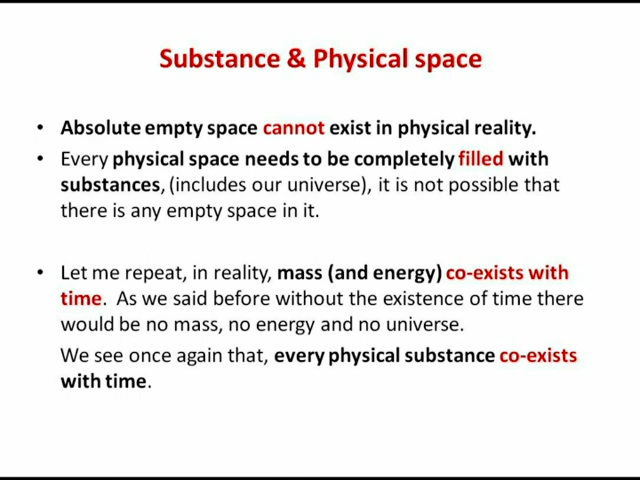 Substance & Physical space
• Absolute empty space cannot exist in physical reality.
• Every physical space needs to be completely filled with
substances, (includes our universe), it is not possible that
there is any empty space in it.
• Let me repeat, in reality, mass (and energy) co-exists with
time. As we said before without the existence of time there
would be no mass, no energy and no universe.
We see once again that, every physical substance co-exists
with time.